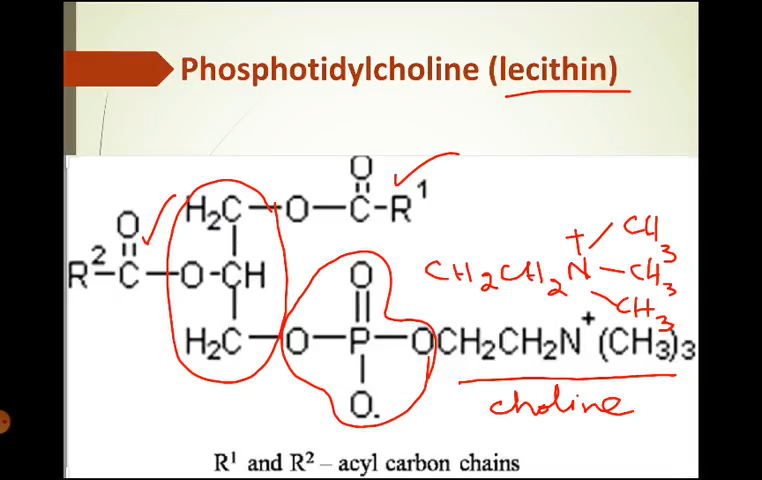 Phosphotidylcholine (lecithin)
O
H₂C—O—C—R¹
O
R²—C—O-CH
O
CH₂CH₂N⁺
CH₃
CH₃
CH₃
H₂C—O—P—OCH₂CH₂N⁺(CH₃)₃
O.
choline
R¹ and R² – acyl carbon chains